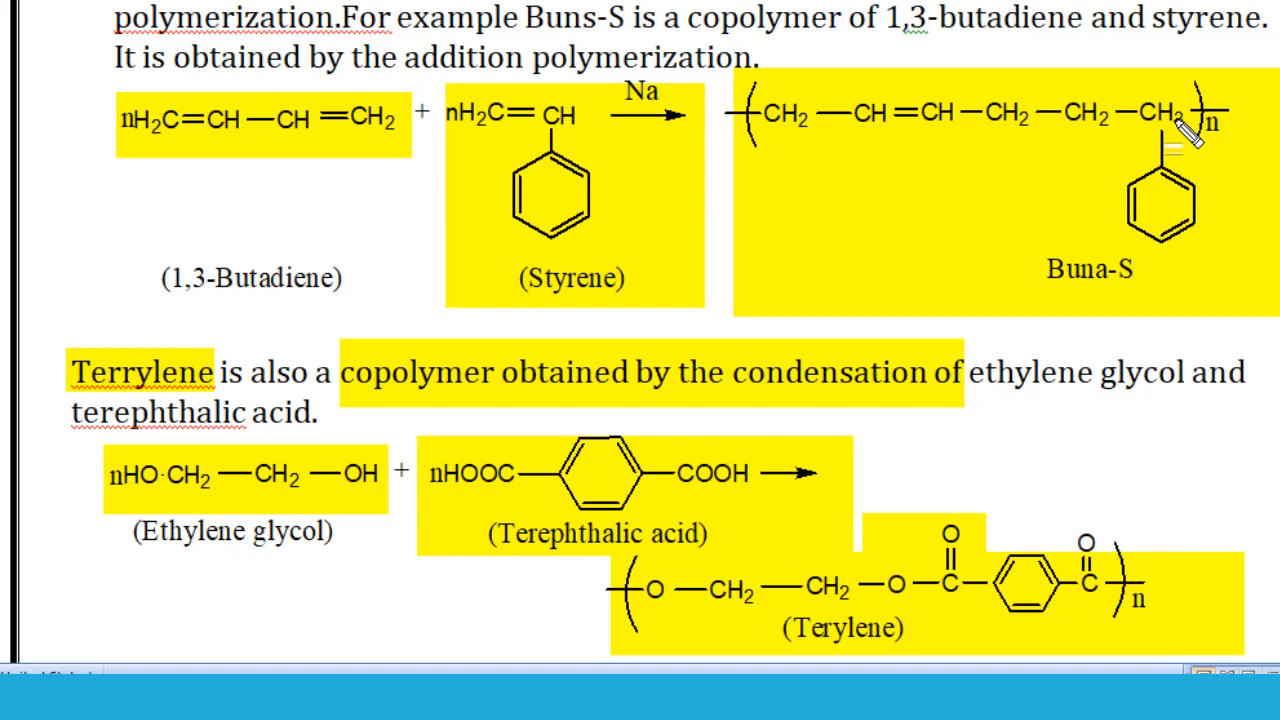 polymerization.For example Buns-S is a copolymer of 1,3-butadiene and styrene.
It is obtained by the addition polymerization.
nH₂C=CH—CH=CH₂ + nH₂C=CH Na (CH₂—CH=CH—CH₂—CH₂—CH₂)n
(1,3-Butadiene) (Styrene) Buna-S
Terrylene is also a copolymer obtained by the condensation of ethylene glycol and
terephthalic acid.
nHO·CH₂—CH₂—OH + nHOOC—COOH
(Ethylene glycol) (Terephthalic acid)
O O
(O—CH₂—CH₂—O—C—C)n
(Terylene)